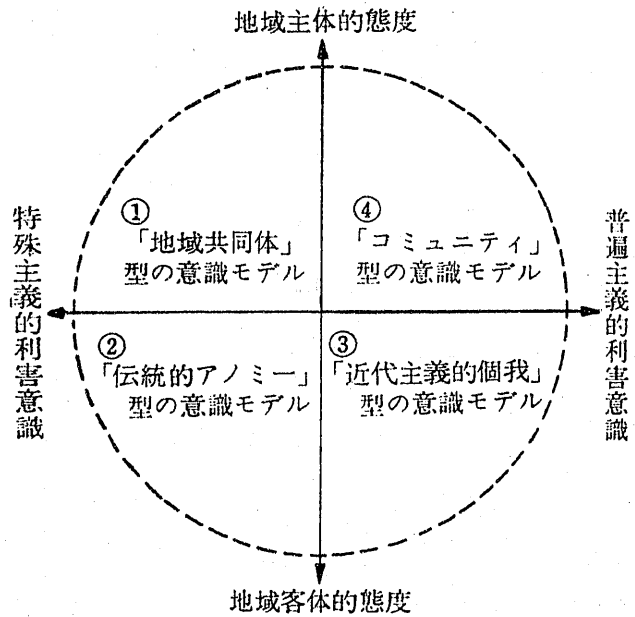 地域主体的態度
①
「地域共同体」
型の意識モデル
④
「コミュニティ」
型の意識モデル
特殊主義的利害意識
普遍主義的利害意識
②
「伝統的アノミー」
型の意識モデル
③
「近代主義的個我」
型の意識モデル
地域客体的態度